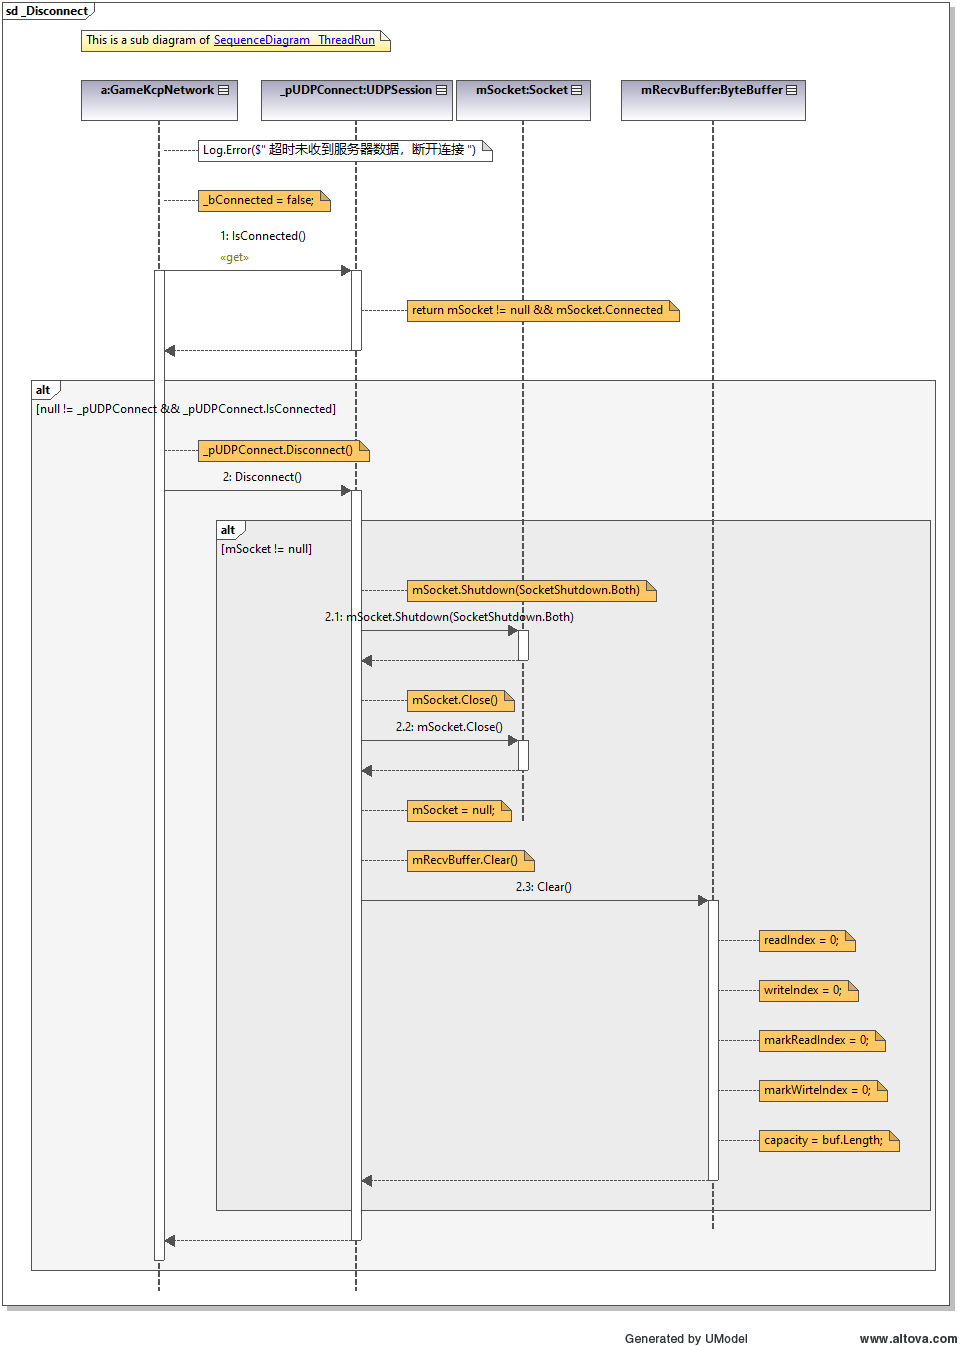 sd _Disconnect
This is a sub diagram of SequenceDiagram_ThreadRun
a:GameKcpNetwork
_pUDPConnect:UDPSession
mSocket:Socket
mRecvBuffer:ByteBuffer
Log.Error($" 超时未收到服务器数据，断开连接 ")
_bConnected = false;
1: IsConnected()
«get»
return mSocket != null && mSocket.Connected
alt
[null != _pUDPConnect && _pUDPConnect.IsConnected]
_pUDPConnect.Disconnect()
2: Disconnect()
alt
[mSocket != null]
mSocket.Shutdown(SocketShutdown.Both)
2.1: mSocket.Shutdown(SocketShutdown.Both)
mSocket.Close()
2.2: mSocket.Close()
mSocket = null;
mRecvBuffer.Clear()
2.3: Clear()
readIndex = 0;
writeIndex = 0;
markReadIndex = 0;
markWirteIndex = 0;
capacity = buf.Length;
Generated by UModel
www.altova.com